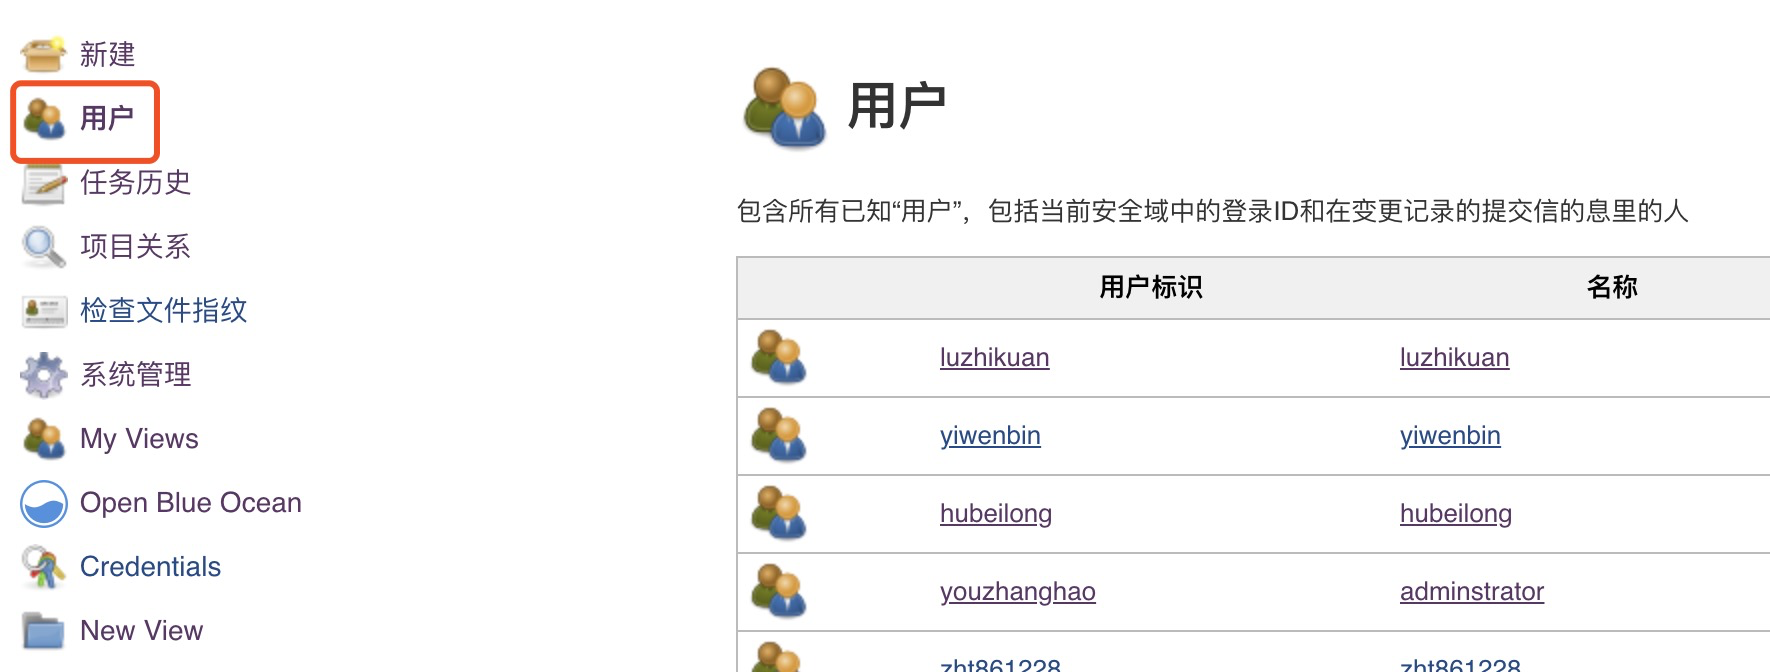 新建
用户
任务历史
项目关系
检查文件指纹
系统管理
My Views
Open Blue Ocean
Credentials
New View
用户
包含所有已知“用户”，包括当前安全域中的登录ID和在变更记录的提交信的息里的人
用户标识 名称
luzhikuan luzhikuan
yiwenbin yiwenbin
hubeilong hubeilong
youzhanghao adminstrator
zht861228 zht861228